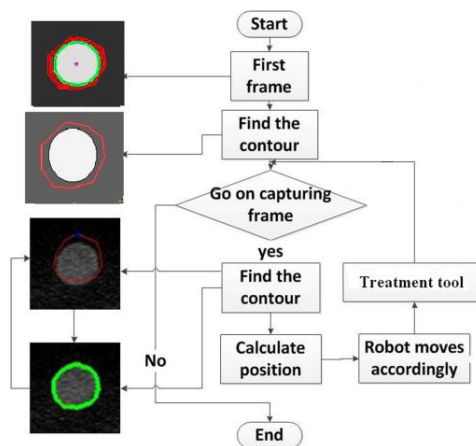 Start
First
frame
Find the
contour
Go on capturing
frame
yes
Find the
contour
Treatment tool
No
Calculate
position
Robot moves
accordingly
End